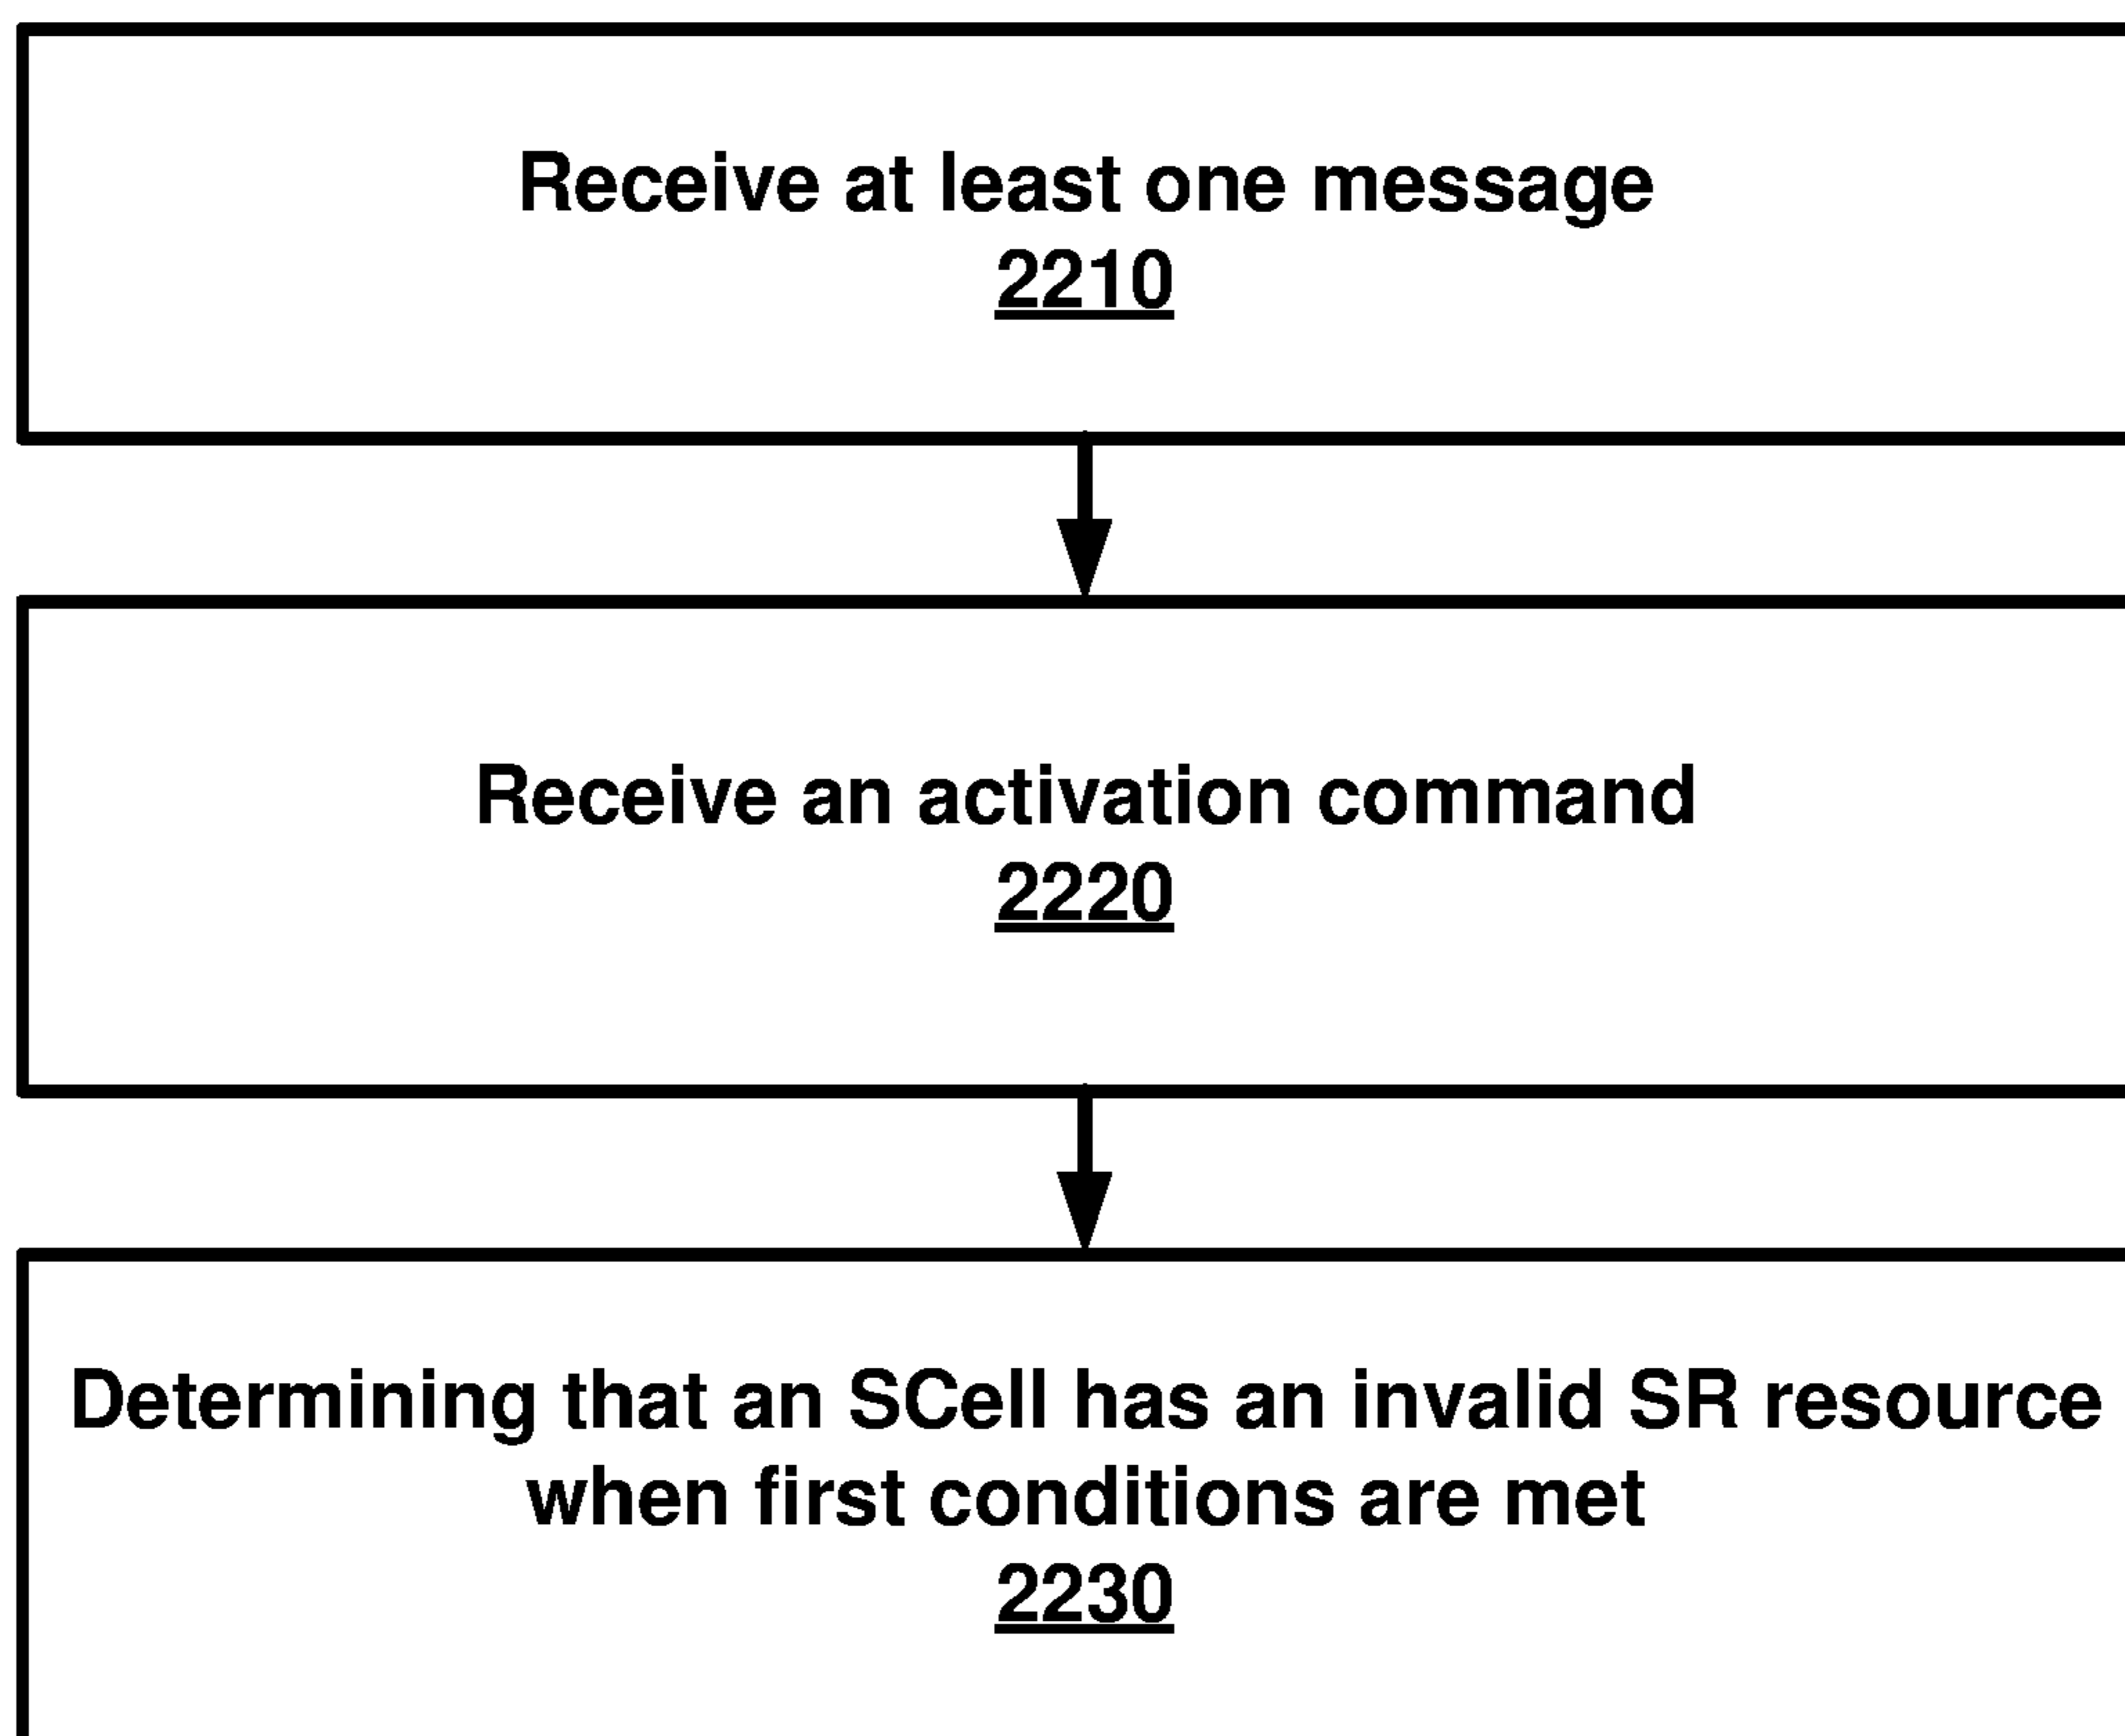 Receive at least one message
2210
Receive an activation command
2220
Determining that an SCell has an invalid SR resource
when first conditions are met
2230